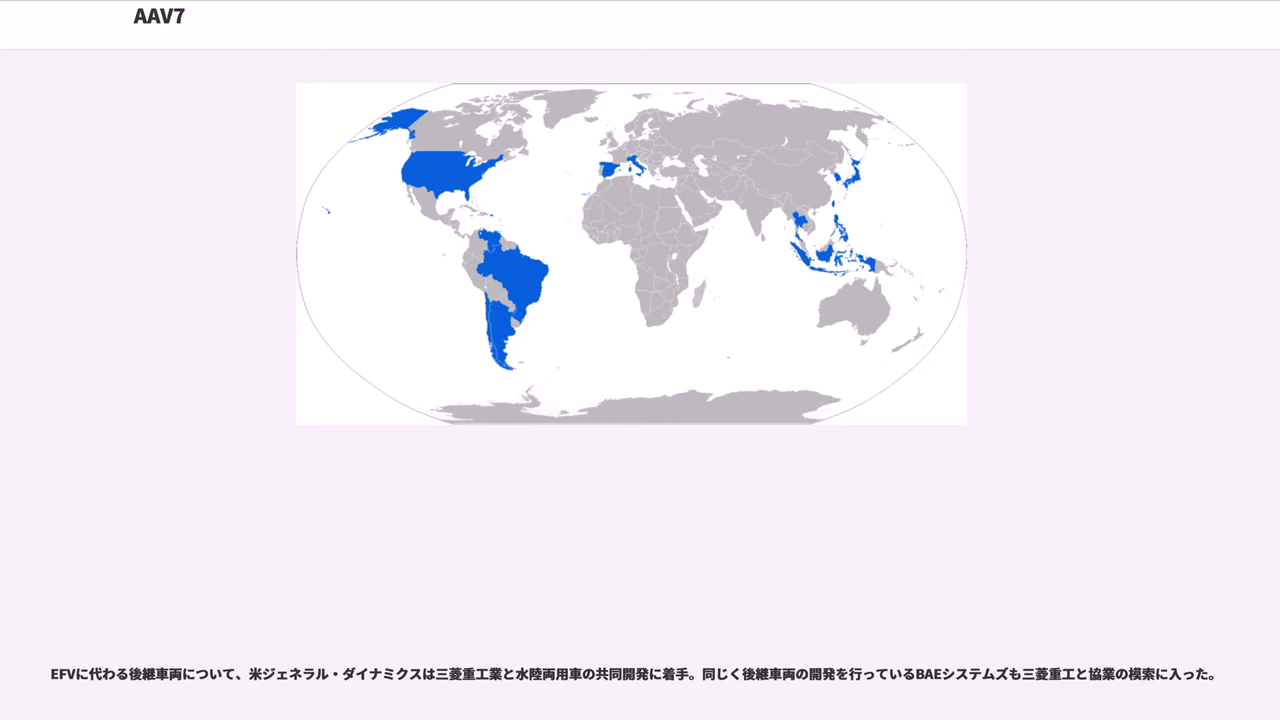 AAV7
EFVに代わる後継車両について、米ジェネラル・ダイナミクスは三菱重工業と水陸両用車の共同開発に着手。同じく後継車両の開発を行っているBAEシステムズも三菱重工と協業の模索に入った。